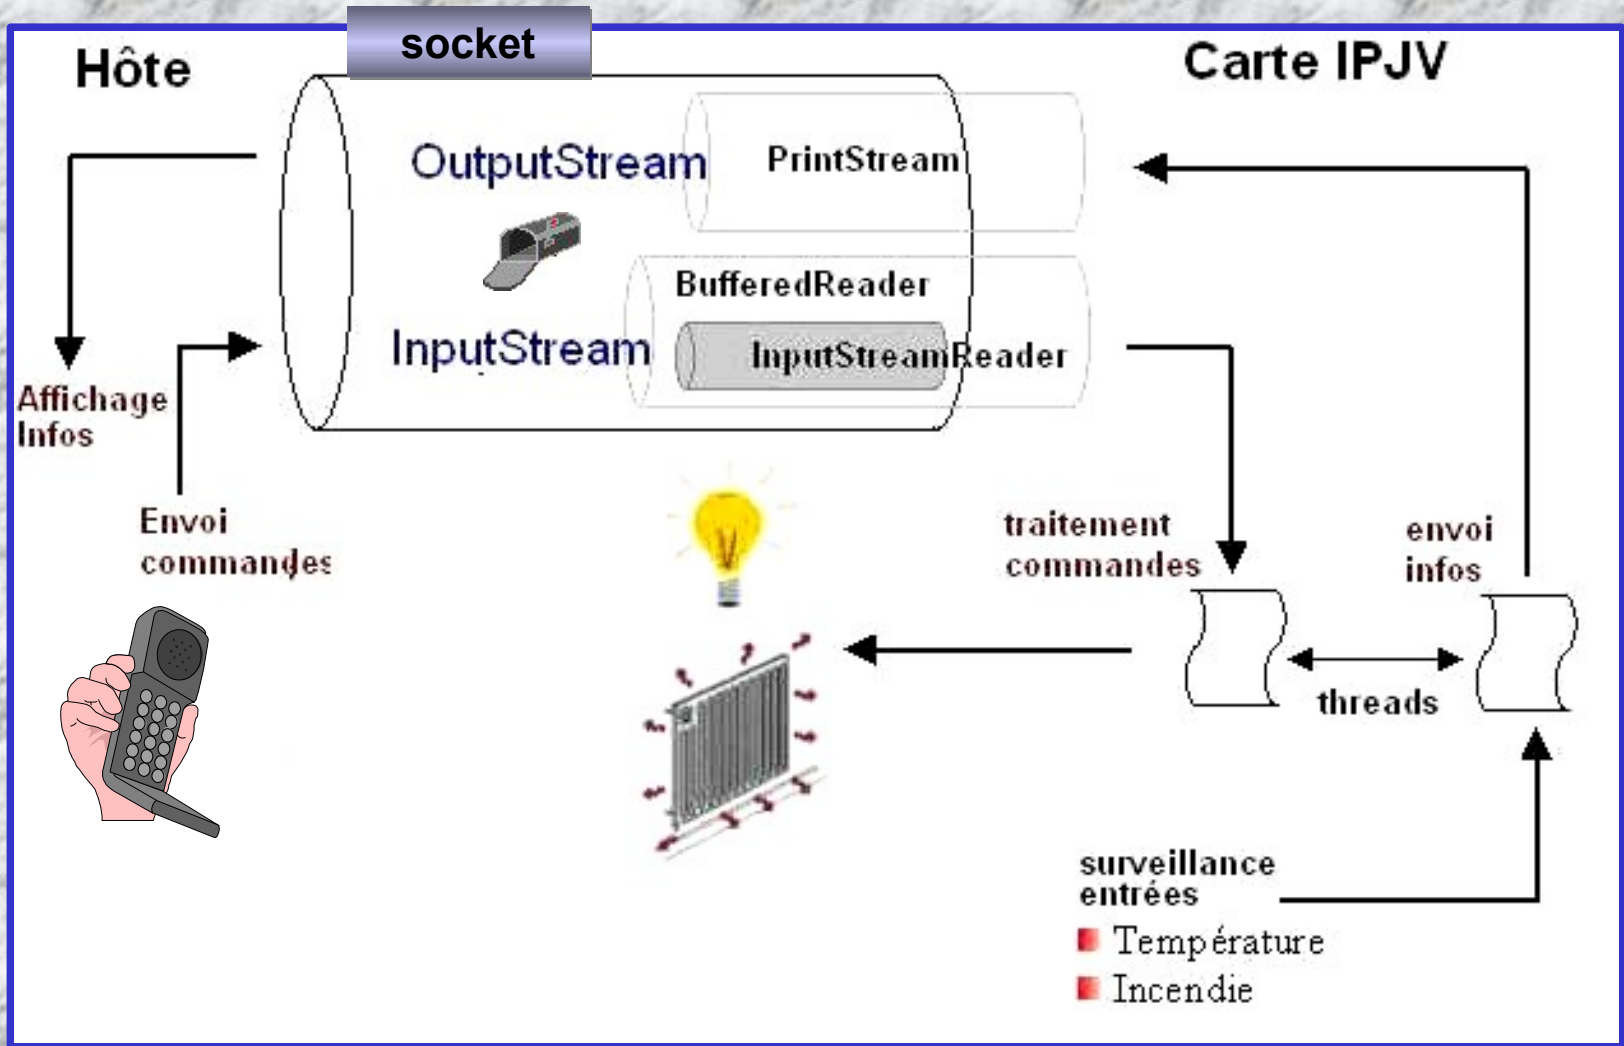 socket
Hôte
Carte IPJV
OutputStream
PrintStream
BufferedReader
InputStream
InputStreamReader
Affichage
Infos
Envoi
commandes
traitement
commandes
envoi
infos
threads
surveillance
entrées
Température
Incendie